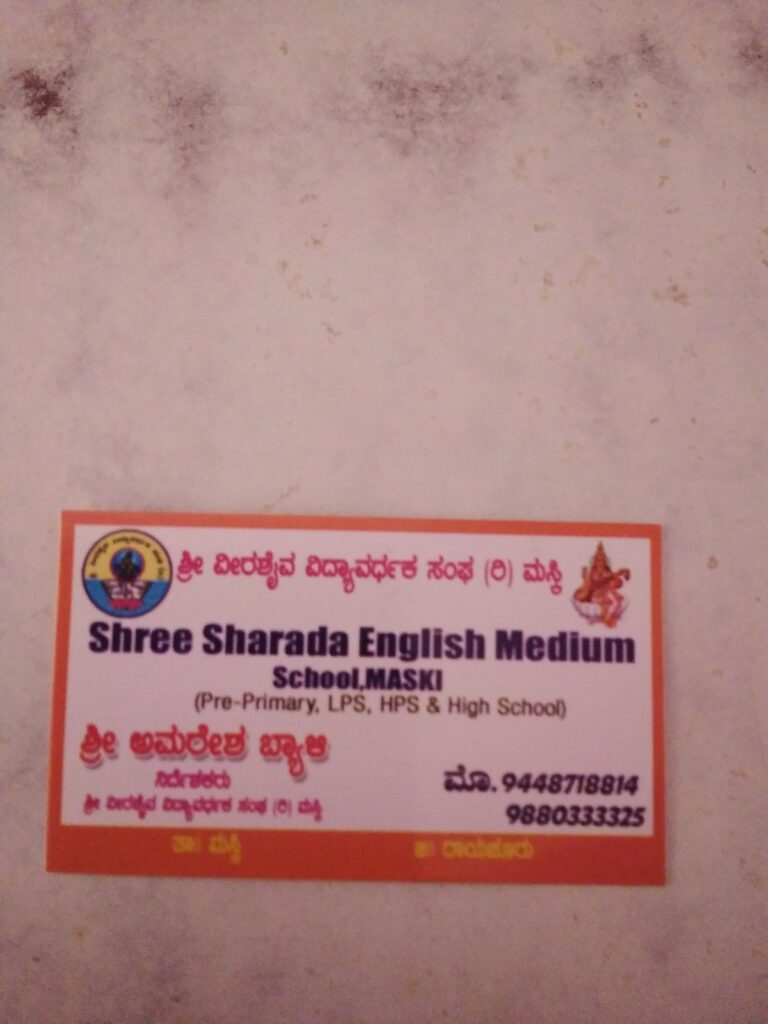 ಶ್ರೀ ವೀರಶೈವ ವಿದ್ಯಾವರ್ಧಕ ಸಂಘ (ರಿ) ಮಸ್ಕಿ
Shree Sharada English Medium
School,MASKI
(Pre-Primary, LPS, HPS & High School)
ಶ್ರೀ ಅಮರೇಶ ಬ್ಯಾಳಿ
ನಿರ್ದೇಶಕರು
ಶ್ರೀ ವೀರಶೈವ ವಿದ್ಯಾವರ್ಧಕ ಸಂಘ (ರಿ) ಮಸ್ಕಿ
ಮೊ. 9448718814
9880333325
ತಾ॥ ಮಸ್ಕಿ ಜಿ॥ ರಾಯಚೂರು